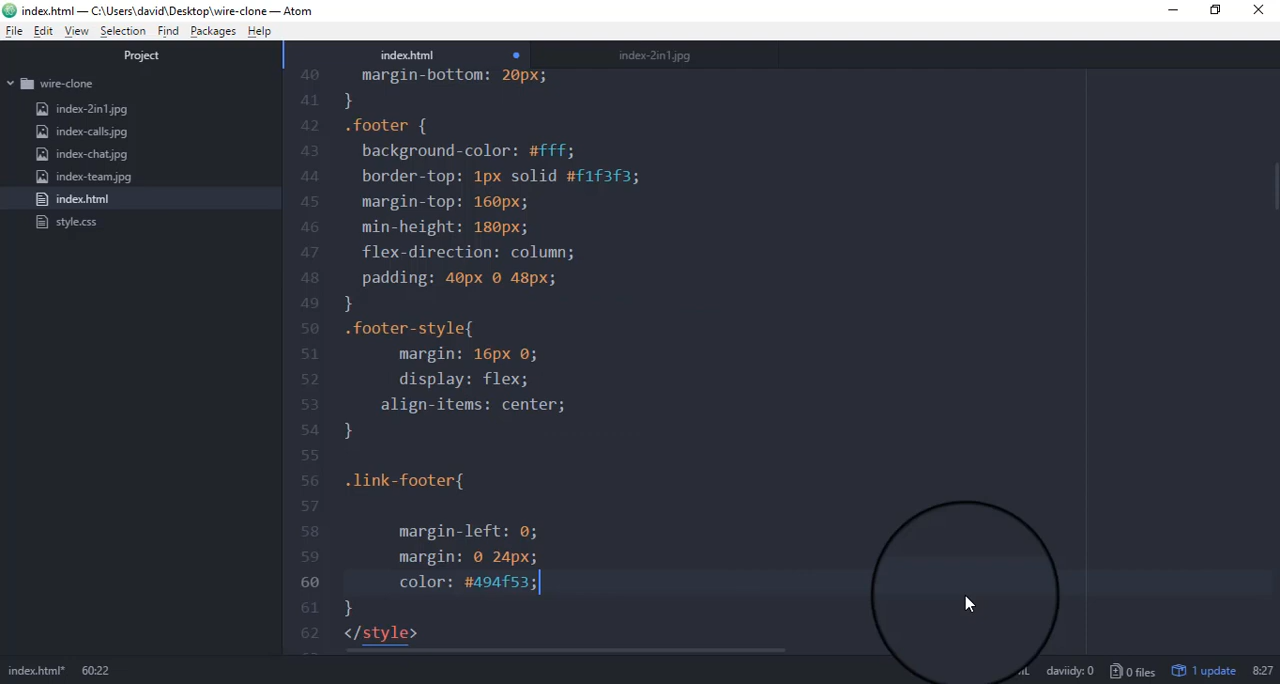 index.html — C:\Users\david\Desktop\wire-clone — Atom
File Edit View Selection Find Packages Help
Project
index.html
index-2in1.jpg
wire-clone
index-2in1.jpg
index-calls.jpg
index-chat.jpg
index-team.jpg
index.html
style.css
40 margin-bottom: 20px;
41 }
42 .footer {
43 background-color: #fff;
44 border-top: 1px solid #f1f3f3;
45 margin-top: 160px;
46 min-height: 180px;
47 flex-direction: column;
48 padding: 40px 0 48px;
49 }
50 .footer-style{
51 margin: 16px 0;
52 display: flex;
53 align-items: center;
54 }
55
56 .link-footer{
57
58 margin-left: 0;
59 margin: 0 24px;
60 color: #494f53;
61 }
62 </style>
index.html* 60:22 daviidy: 0 0 files 1 update 8:27